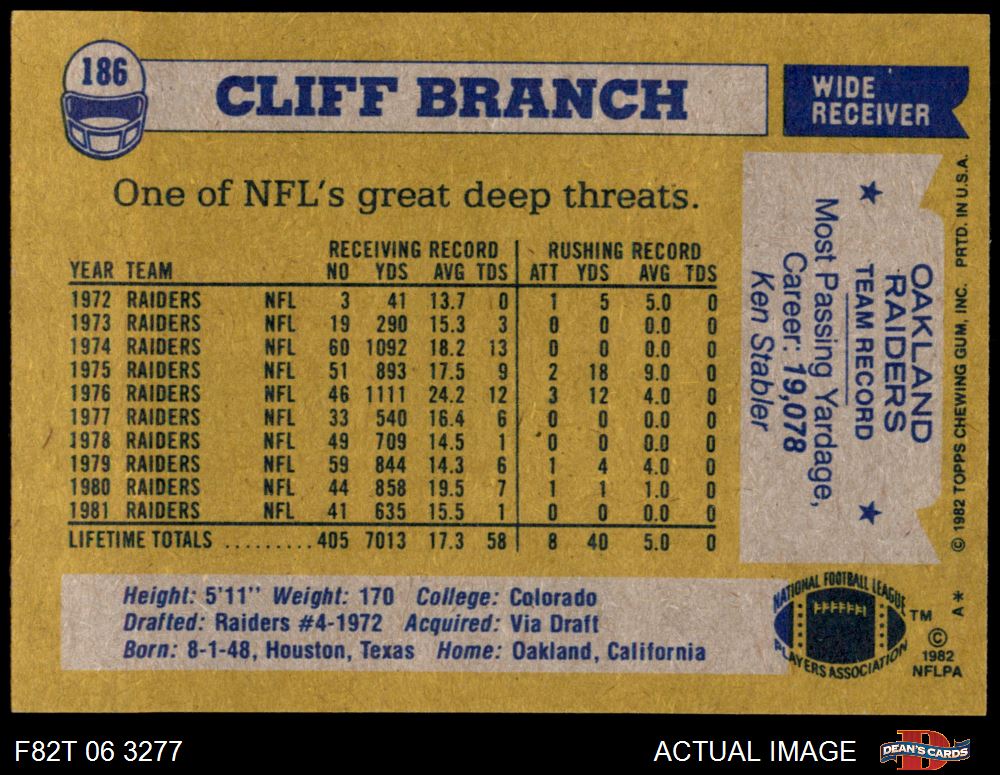 186
CLIFF BRANCH
WIDE
RECEIVER
One of NFL's great deep threats.
RECEIVING RECORD RUSHING RECORD
YEAR TEAM NO YDS AVG TDS ATT YDS AVG TDS
1972 RAIDERS NFL 3 41 13.7 0 1 5 5.0 0
1973 RAIDERS NFL 19 290 15.3 3 0 0 0.0 0
1974 RAIDERS NFL 60 1092 18.2 13 0 0 0.0 0
1975 RAIDERS NFL 51 893 17.5 9 2 18 9.0 0
1976 RAIDERS NFL 46 1111 24.2 12 3 12 4.0 0
1977 RAIDERS NFL 33 540 16.4 6 0 0 0.0 0
1978 RAIDERS NFL 49 709 14.5 1 0 0 0.0 0
1979 RAIDERS NFL 59 844 14.3 6 1 4 4.0 0
1980 RAIDERS NFL 44 858 19.5 7 1 1 1.0 0
1981 RAIDERS NFL 41 635 15.5 1 0 0 0.0 0
LIFETIME TOTALS .........405 7013 17.3 58 8 40 5.0 0
OAKLAND
RAIDERS
TEAM RECORD
Most Passing Yardage,
Career: 19,078
Ken Stabler
© 1982 TOPPS CHEWING GUM, INC. PRTD. IN U.S.A.
A*
Height: 5'11" Weight: 170 College: Colorado
Drafted: Raiders #4-1972 Acquired: Via Draft
Born: 8-1-48, Houston, Texas Home: Oakland, California
NATIONAL FOOTBALL LEAGUE
PLAYERS ASSOCIATION
TM
©
1982
NFLPA
F82T 06 3277
ACTUAL IMAGE
D
DEAN'S CARDS